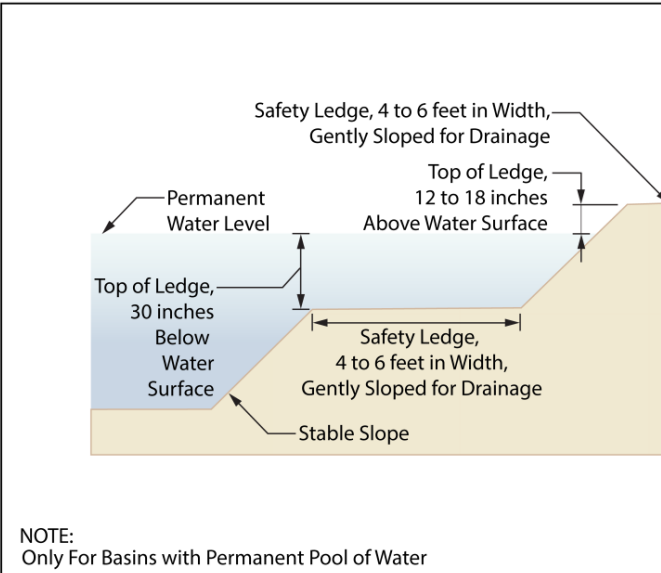 Safety Ledge, 4 to 6 feet in Width,
Gently Sloped for Drainage
Top of Ledge,
12 to 18 inches
Above Water Surface
Permanent
Water Level
Top of Ledge,
30 inches
Below
Water
Surface
Safety Ledge,
4 to 6 feet in Width,
Gently Sloped for Drainage
Stable Slope
NOTE:
Only For Basins with Permanent Pool of Water